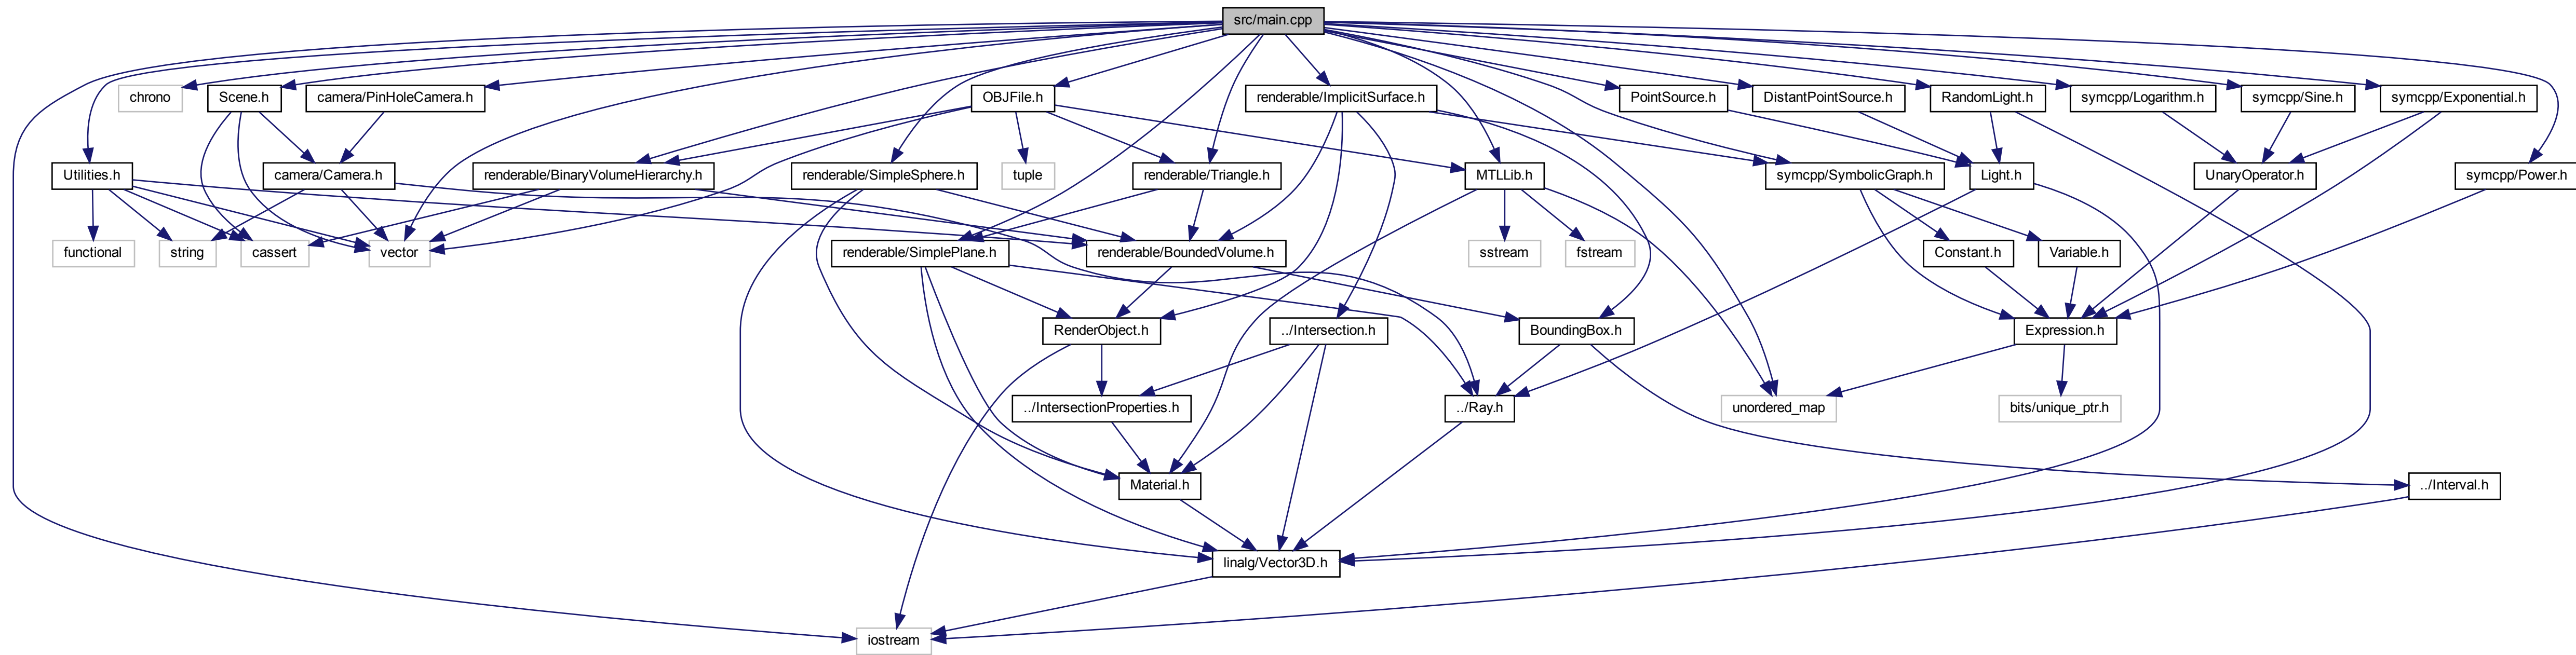 src/main.cpp
chrono
Scene.h
camera/PinHoleCamera.h
OBJFile.h
renderable/ImplicitSurface.h
PointSource.h
DistantPointSource.h
RandomLight.h
symcpp/Logarithm.h
symcpp/Sine.h
symcpp/Exponential.h
Utilities.h
camera/Camera.h
renderable/BinaryVolumeHierarchy.h
renderable/SimpleSphere.h
tuple
renderable/Triangle.h
MTLLib.h
symcpp/SymbolicGraph.h
Light.h
UnaryOperator.h
symcpp/Power.h
functional
string
cassert
vector
renderable/SimplePlane.h
renderable/BoundedVolume.h
sstream
fstream
Constant.h
Variable.h
RenderObject.h
../Intersection.h
BoundingBox.h
Expression.h
../IntersectionProperties.h
../Ray.h
unordered_map
bits/unique_ptr.h
Material.h
../Interval.h
linalg/Vector3D.h
iostream